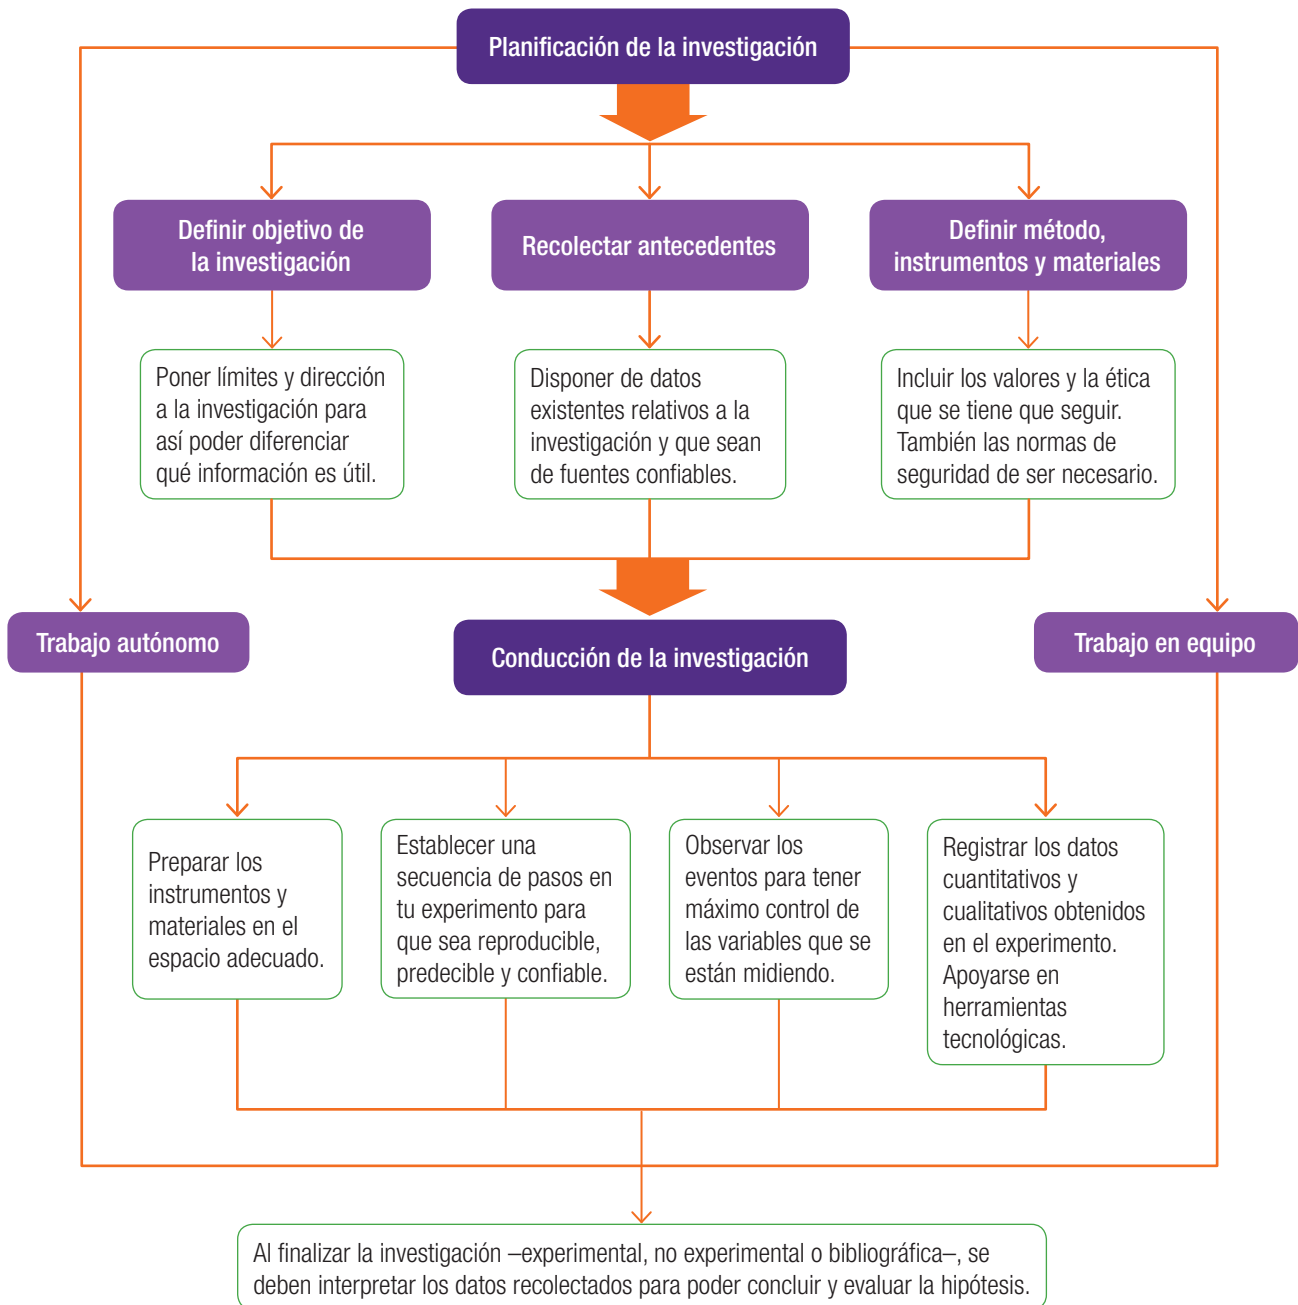 Planificación de la investigación
Definir objetivo de
la investigación
Recolectar antecedentes
Definir método,
instrumentos y materiales
Poner límites y dirección
a la investigación para
así poder diferenciar
qué información es útil.
Disponer de datos
existentes relativos a la
investigación y que sean
de fuentes confiables.
Incluir los valores y la ética
que se tiene que seguir.
También las normas de
seguridad de ser necesario.
Trabajo autónomo
Conducción de la investigación
Trabajo en equipo
Preparar los
instrumentos y
materiales en el
espacio adecuado.
Establecer una
secuencia de pasos en
tu experimento para
que sea reproducible,
predecible y confiable.
Observar los
eventos para tener
máximo control de
las variables que se
están midiendo.
Registrar los datos
cuantitativos y
cualitativos obtenidos
en el experimento.
Apoyarse en
herramientas
tecnológicas.
Al finalizar la investigación –experimental, no experimental o bibliográfica–, se
deben interpretar los datos recolectados para poder concluir y evaluar la hipótesis.